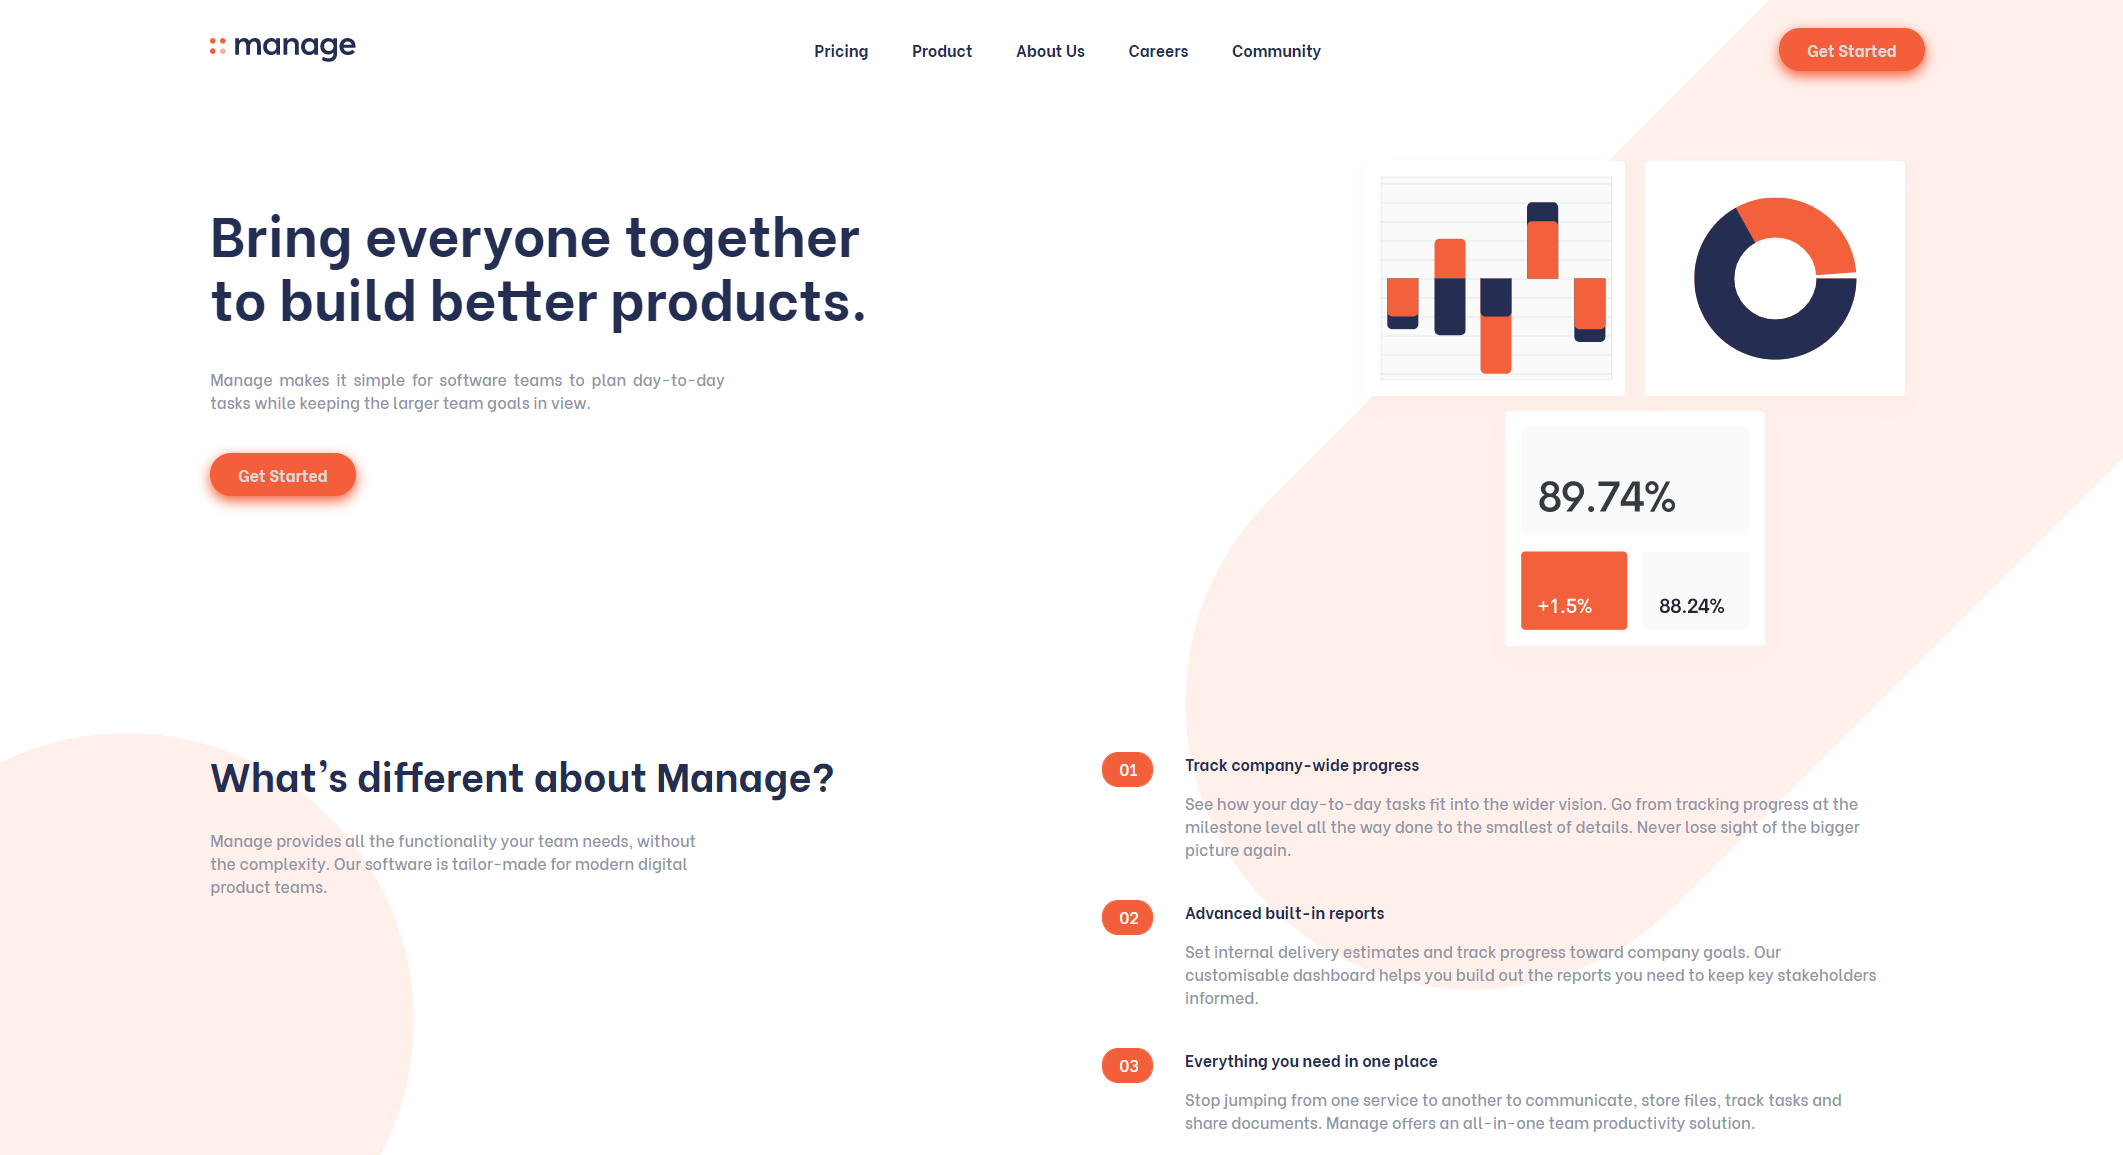 manage
Pricing
Product
About Us
Careers
Community
Get Started
Bring everyone together
to build better products.
Manage makes it simple for software teams to plan day-to-day
tasks while keeping the larger team goals in view.
Get Started
89.74%
+1.5%
88.24%
What's different about Manage?
Manage provides all the functionality your team needs, without
the complexity. Our software is tailor-made for modern digital
product teams.
01
Track company-wide progress
See how your day-to-day tasks fit into the wider vision. Go from tracking progress at the
milestone level all the way done to the smallest of details. Never lose sight of the bigger
picture again.
02
Advanced built-in reports
Set internal delivery estimates and track progress toward company goals. Our
customisable dashboard helps you build out the reports you need to keep key stakeholders
informed.
03
Everything you need in one place
Stop jumping from one service to another to communicate, store files, track tasks and
share documents. Manage offers an all-in-one team productivity solution.